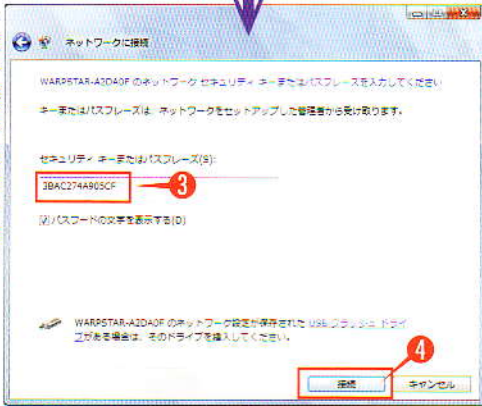 ネットワークに接続
WARPSTAR-A2DA0F のネットワーク セキュリティ キーまたはパスフレーズを入力してください
キーまたはパスフレーズは、ネットワークをセットアップした管理者から受け取ります。
セキュリティ キーまたはパスフレーズ(S):
3BAC274A905CF
3
パスワードの文字を表示する(D)
WARPSTAR-A2DA0F のネットワーク設定が保存された USB フラッシュ ドライ
ブがある場合は、そのドライブを挿入してください。
4
接続
キャンセル